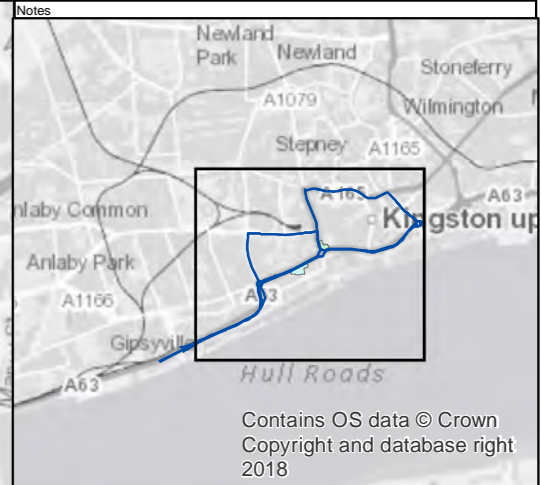 Notes
Newland
Park
Newland
Stoneferry
A1079
Wilmington
Stepney
A1165
A165
A63
nlaby Common
Kingston up
Anlaby Park
A63
A1166
Gipsyville
Hull Roads
A63
Contains OS data © Crown
Copyright and database right
2018